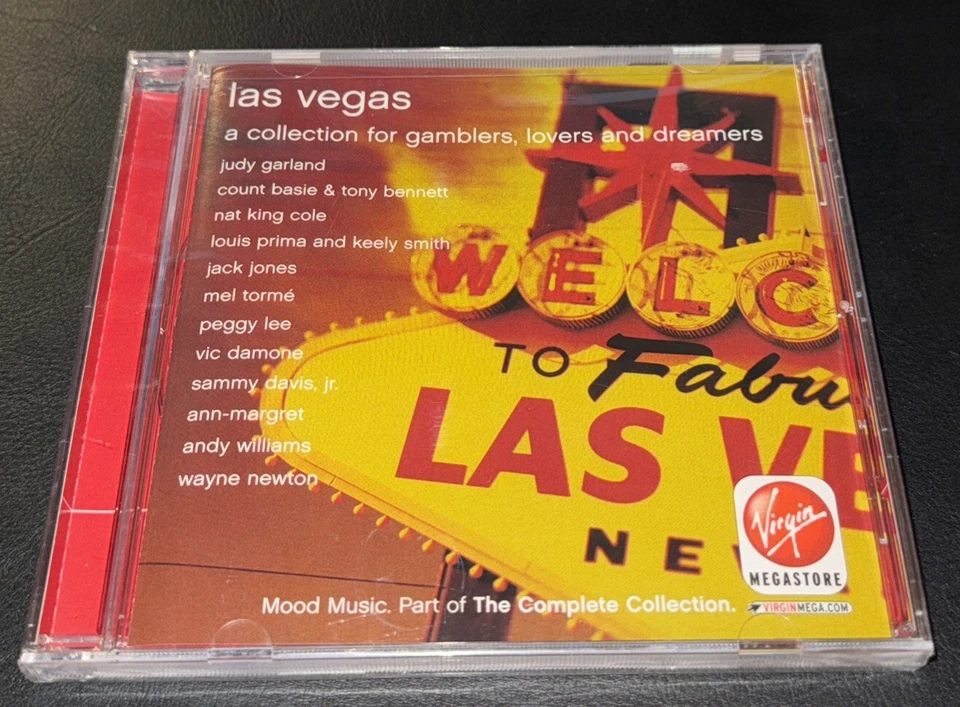 las vegas
a collection for gamblers, lovers and dreamers
judy garland
count basie & tony bennett
nat king cole
louis prima and keely smith
jack jones
mel tormé
peggy lee
vic damone
sammy davis, jr.
ann-margret
andy williams
wayne newton
WELC
TO Fabu
LAS VE
NE
Virgin
MEGASTORE
Mood Music. Part of The Complete Collection.
VIRGINMEGA.COM